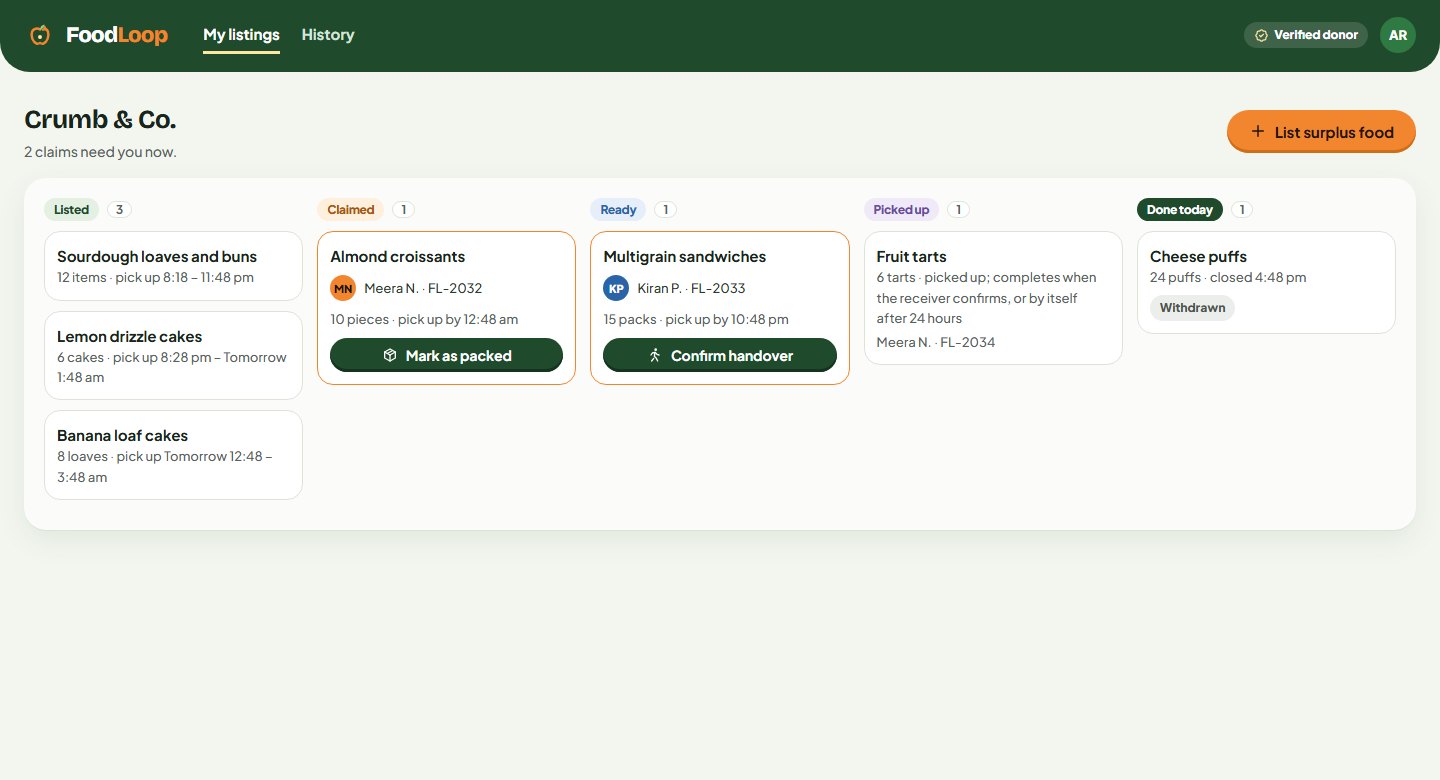 FoodLoop
My listings
History
Verified donor
AR
Crumb & Co.
2 claims need you now.
List surplus food
Listed 3
Sourdough loaves and buns
12 items · pick up 8:18 – 11:48 pm
Lemon drizzle cakes
6 cakes · pick up 8:28 pm – Tomorrow
1:48 am
Banana loaf cakes
8 loaves · pick up Tomorrow 12:48 –
3:48 am
Claimed 1
Almond croissants
MN Meera N. · FL-2032
10 pieces · pick up by 12:48 am
Mark as packed
Ready 1
Multigrain sandwiches
KP Kiran P. · FL-2033
15 packs · pick up by 10:48 pm
Confirm handover
Picked up 1
Fruit tarts
6 tarts · picked up; completes when
the receiver confirms, or by itself
after 24 hours
Meera N. · FL-2034
Done today 1
Cheese puffs
24 puffs · closed 4:48 pm
Withdrawn